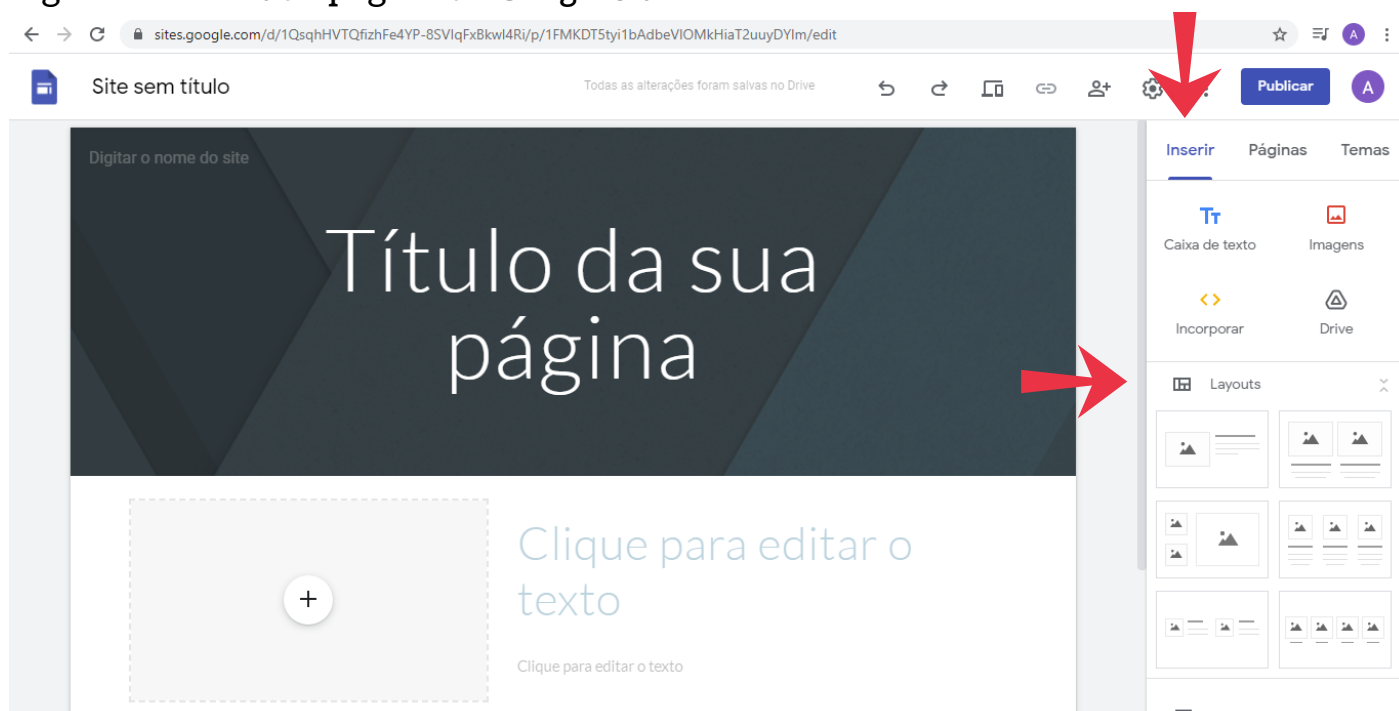 sites.google.com/d/1QsqhHVTQfizhFe4YP-8SVIqFxBkwl4Ri/p/1FMKDT5tyi1bAdbeVIOMkHiaT2uuyDYIm/edit
A
Site sem título
Todas as alterações foram salvas no Drive
Publicar
A
Digitar o nome do site
Título da sua
página
Clique para editar o
texto
Clique para editar o texto
Inserir Páginas Temas
Caixa de texto Imagens
Incorporar Drive
Layouts